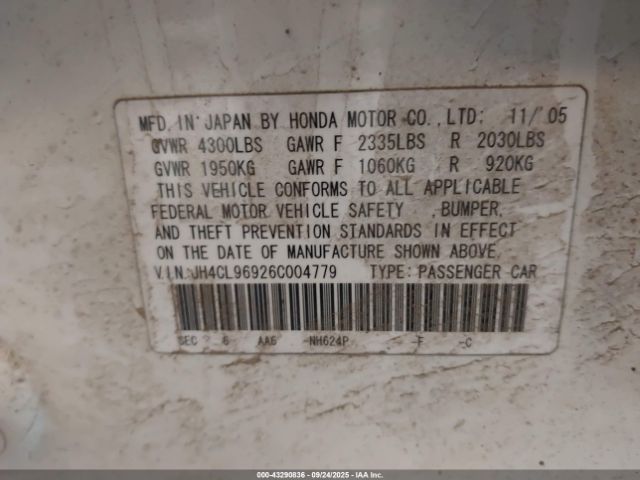 MFD. IN JAPAN BY HONDA MOTOR CO., LTD: 11/'05
GVWR 4300LBS GAWR F 2335LBS R 2030LBS
GVWR 1950KG GAWR F 1060KG R 920KG
THIS VEHICLE CONFORMS TO ALL APPLICABLE
FEDERAL MOTOR VEHICLE SAFETY , BUMPER,
AND THEFT PREVENTION STANDARDS IN EFFECT
ON THE DATE OF MANUFACTURE SHOWN ABOVE.
V.I.N: JH4CL96926C004779 TYPE: PASSENGER CAR
SEC 6 AA6 -NH624P -F -C
000-43290836 - 09/24/2025 - IAA Inc.